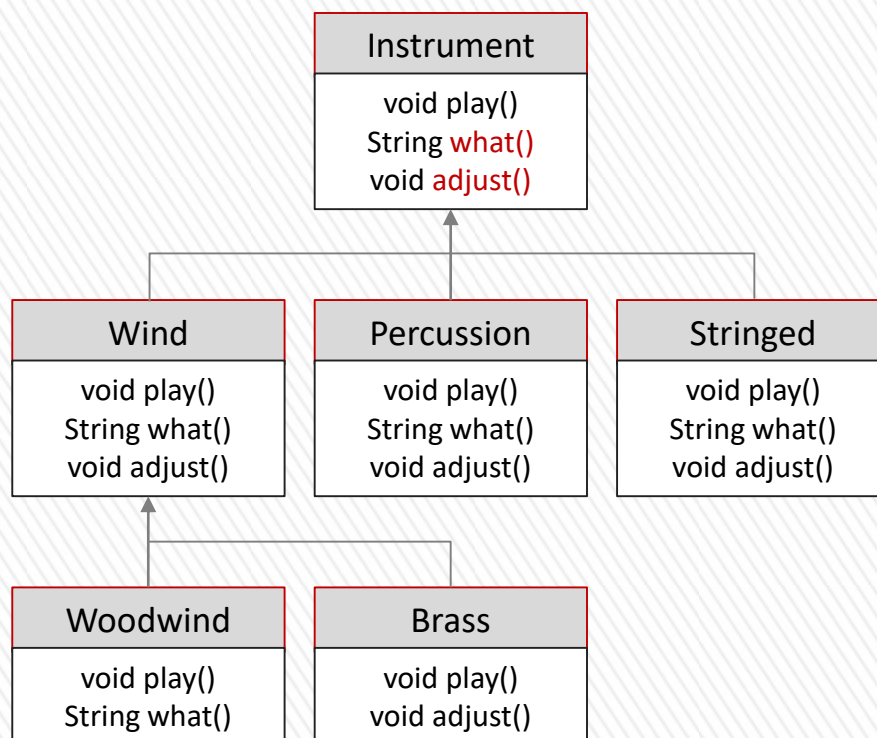 Instrument
void play()
String what()
void adjust()
Wind
void play()
String what()
void adjust()
Percussion
void play()
String what()
void adjust()
Stringed
void play()
String what()
void adjust()
Woodwind
void play()
String what()
Brass
void play()
void adjust()